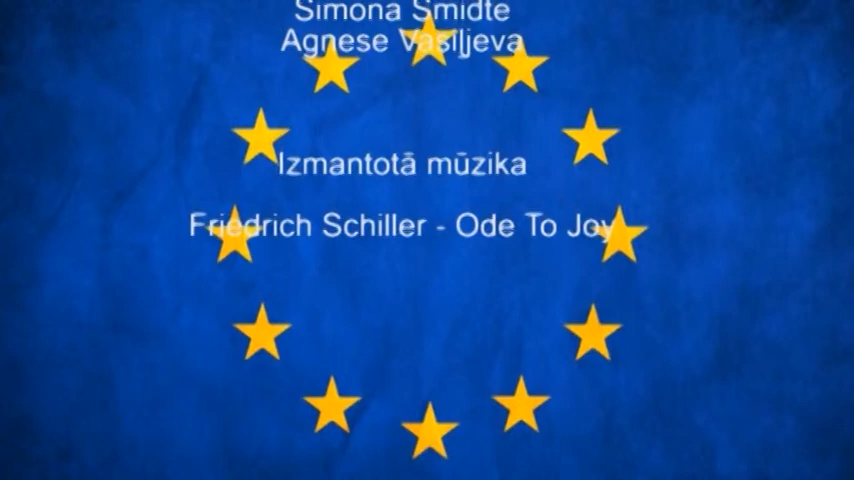 Simona Šmidte
Agnese Vasiļjeva
Izmantotā mūzika
Friedrich Schiller - Ode To Joy